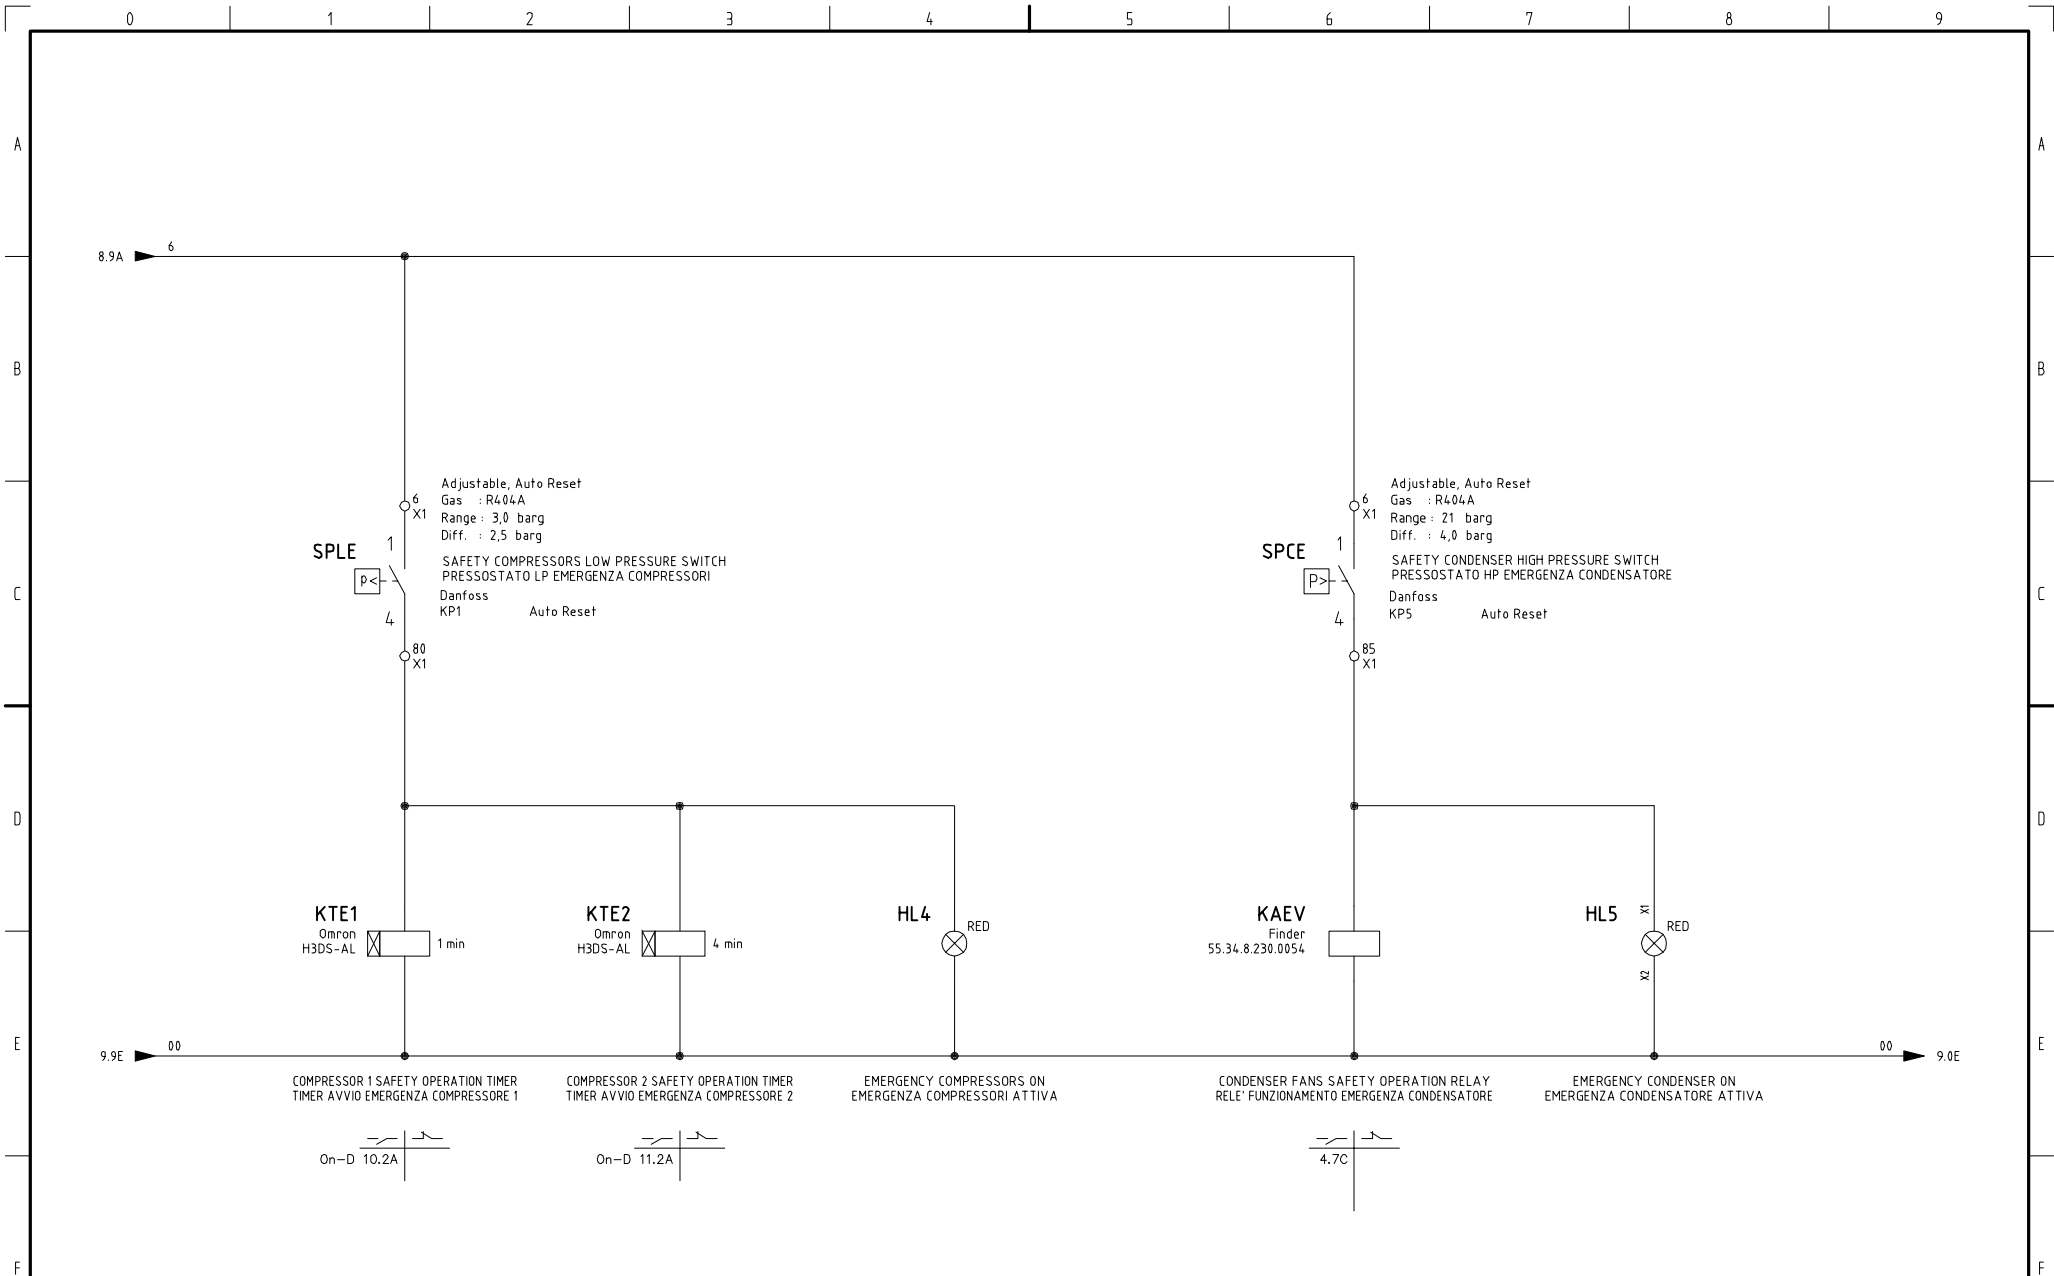 0 1 2 3 4 5 6 7 8 9
A A
6
8.9A
B B
Adjustable, Auto Reset
Gas : R404A
Range : 3,0 barg
Diff. : 2,5 barg
6
X1
SPLE
1
P<
4
SAFETY COMPRESSORS LOW PRESSURE SWITCH
PRESSOSTATO LP EMERGENZA COMPRESSORI
Danfoss
KP1 Auto Reset
80
X1
Adjustable, Auto Reset
Gas : R404A
Range : 21 barg
Diff. : 4,0 barg
6
X1
SPCE
1
P>
4
SAFETY CONDENSER HIGH PRESSURE SWITCH
PRESSOSTATO HP EMERGENZA CONDENSATORE
Danfoss
KP5 Auto Reset
85
X1
C C
D D
KTE1
Omron
H3DS-AL
1 min
KTE2
Omron
H3DS-AL
4 min
HL4
RED
KAEV
Finder
55.34.8.230.0054
HL5
X1
RED
X2
E E
00
9.9E
00
9.0E
COMPRESSOR 1 SAFETY OPERATION TIMER
TIMER AVVIO EMERGENZA COMPRESSORE 1
COMPRESSOR 2 SAFETY OPERATION TIMER
TIMER AVVIO EMERGENZA COMPRESSORE 2
EMERGENCY COMPRESSORS ON
EMERGENZA COMPRESSORI ATTIVA
CONDENSER FANS SAFETY OPERATION RELAY
RELE' FUNZIONAMENTO EMERGENZA CONDENSATORE
EMERGENCY CONDENSER ON
EMERGENZA CONDENSATORE ATTIVA
On-D 10.2A
On-D 11.2A
4.7C
F F